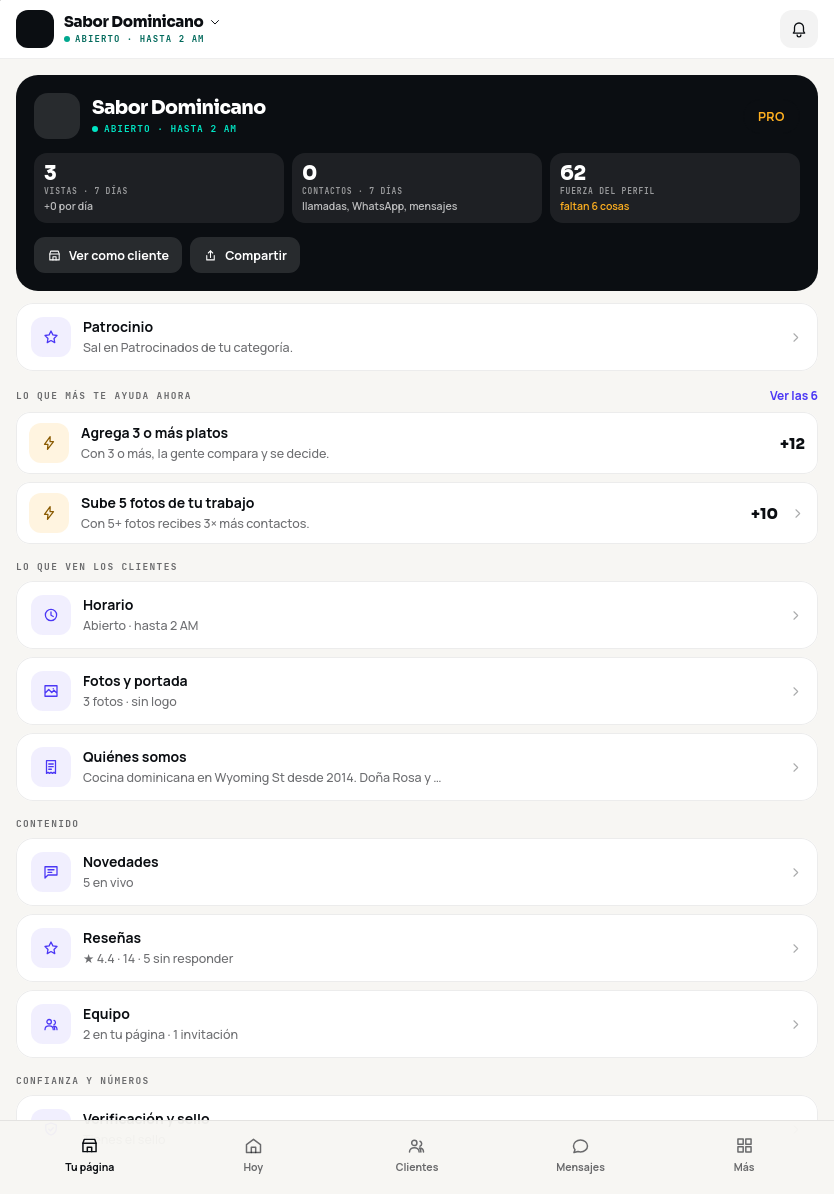 Sabor Dominicano
ABIERTO · HASTA 2 AM
Sabor Dominicano
ABIERTO · HASTA 2 AM
PRO
3
VISTAS · 7 DÍAS
+0 por día
0
CONTACTOS · 7 DÍAS
llamadas, WhatsApp, mensajes
62
FUERZA DEL PERFIL
faltan 6 cosas
Ver como cliente
Compartir
Patrocinio
Sal en Patrocinados de tu categoría.
LO QUE MÁS TE AYUDA AHORA
Ver las 6
Agrega 3 o más platos
Con 3 o más, la gente compara y se decide.
+12
Sube 5 fotos de tu trabajo
Con 5+ fotos recibes 3× más contactos.
+10
LO QUE VEN LOS CLIENTES
Horario
Abierto · hasta 2 AM
Fotos y portada
3 fotos · sin logo
Quiénes somos
Cocina dominicana en Wyoming St desde 2014. Doña Rosa y …
CONTENIDO
Novedades
5 en vivo
Reseñas
★ 4.4 · 14 · 5 sin responder
Equipo
2 en tu página · 1 invitación
CONFIANZA Y NÚMEROS
Verificación y sello
Tu página
Hoy
Clientes
Mensajes
Más